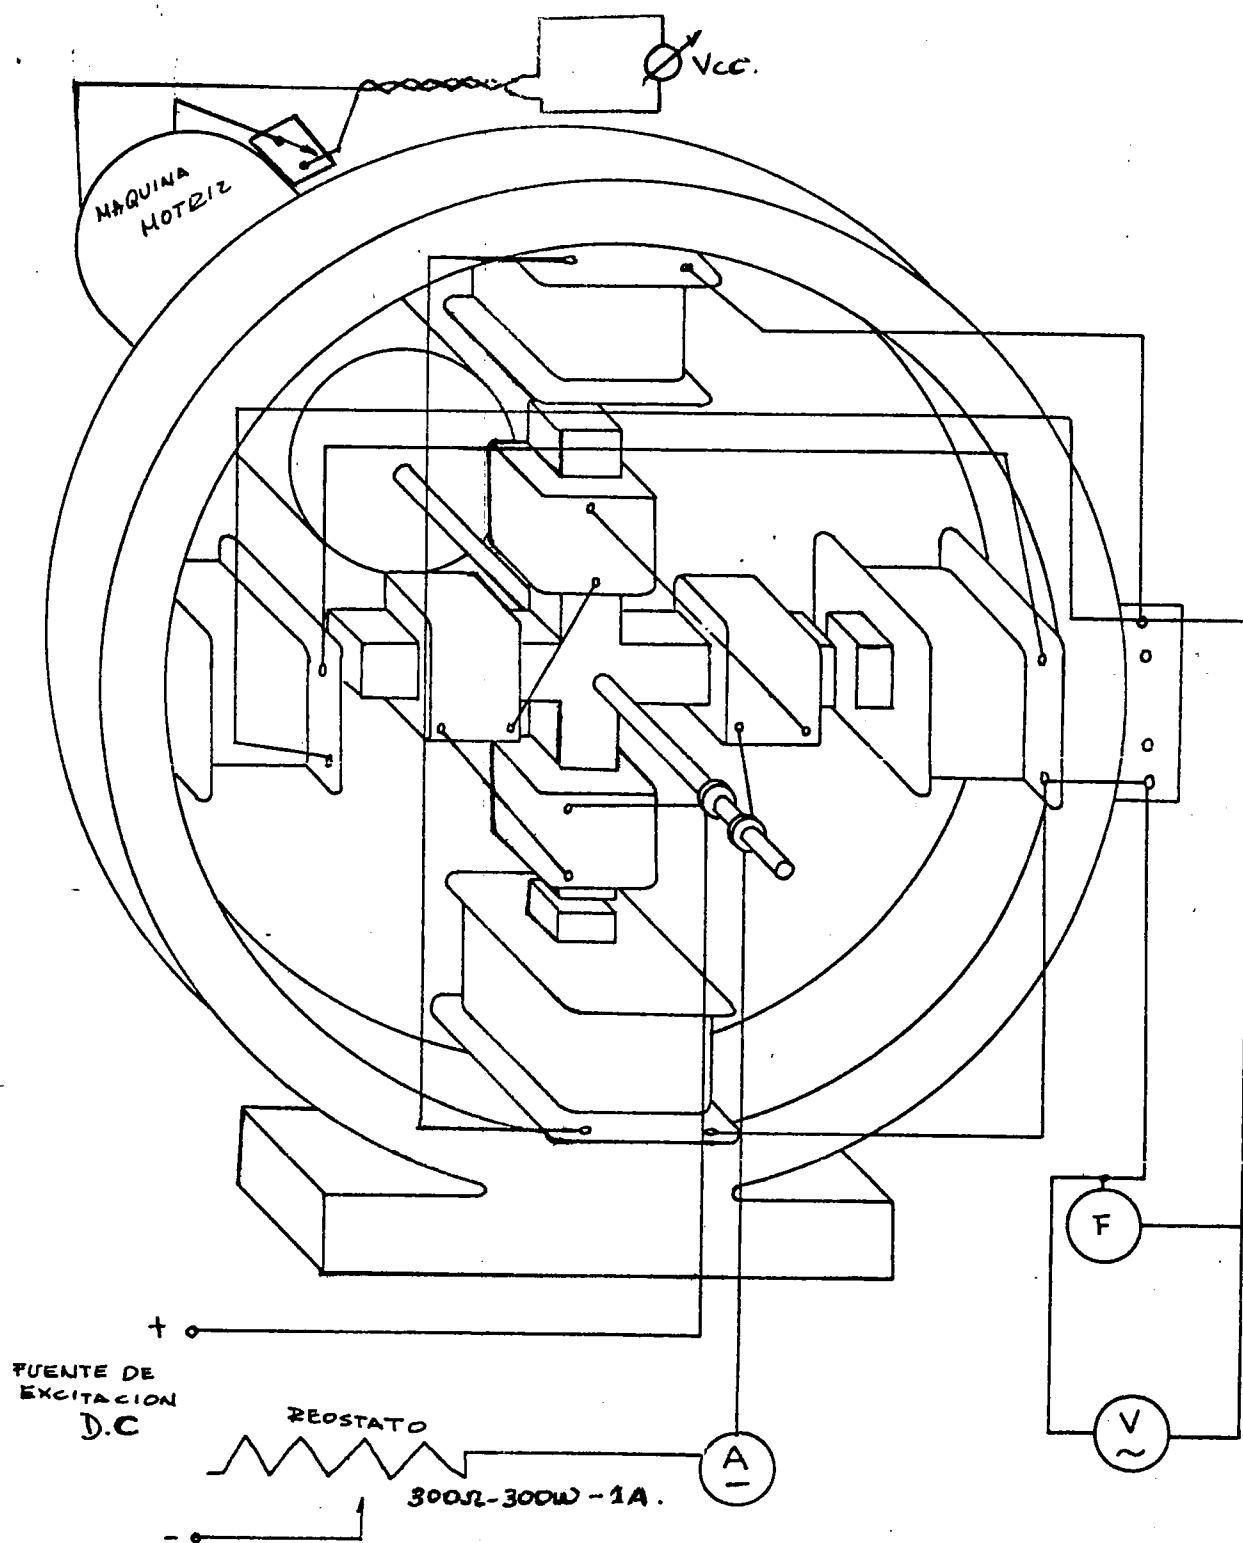 Vcc.
MAQUINA
MOTRIZ
F
+
FUENTE DE
EXCITACION
D.C
REOSTATO
V
~
A
300Ω-300W-1A.
-